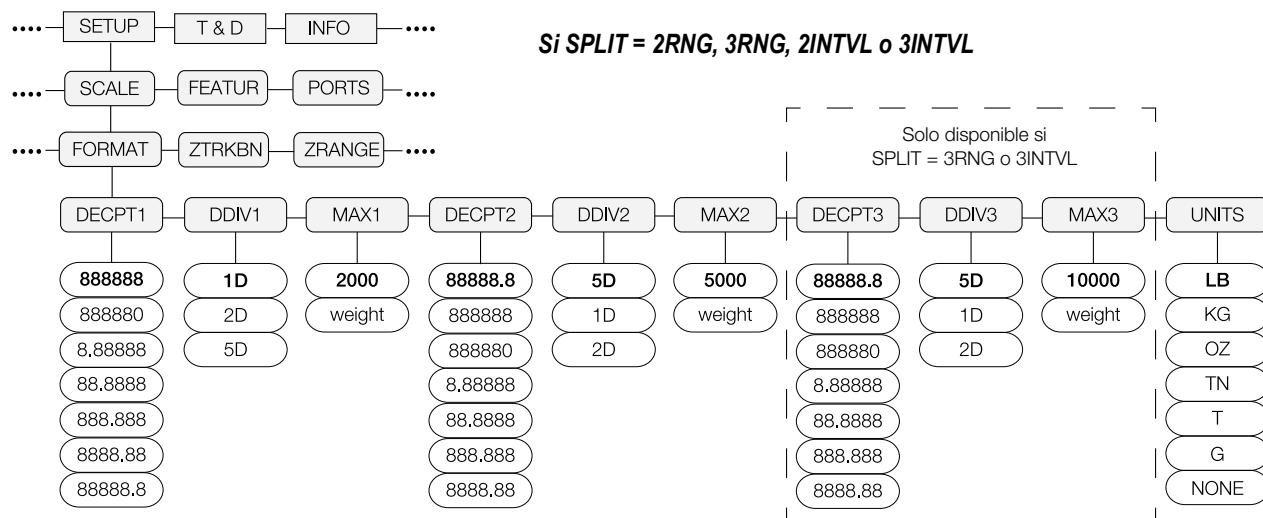 .... SETUP T & D INFO ....
Si SPLIT = 2RNG, 3RNG, 2INTVL o 3INTVL
.... SCALE FEATUR PORTS ....
Solo disponible si
SPLIT = 3RNG o 3INTVL
.... FORMAT ZTRKBN ZRANGE ....
DECPT1 DDIV1 MAX1 DECPT2 DDIV2 MAX2 DECPT3 DDIV3 MAX3 UNITS
888888 1D 2000 88888.8 5D 5000 88888.8 5D 10000 LB
888880 2D weight 888888 1D weight 888888 1D weight KG
8.88888 5D 888880 2D 888880 2D OZ
88.8888 8.88888 8.88888 TN
888.888 88.8888 88.8888 T
8888.88 888.888 888.888 G
88888.8 8888.88 8888.88 NONE